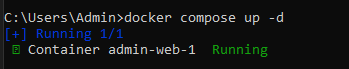 C:\Users\Admin>docker compose up -d
[+] Running 1/1
Container admin-web-1 Running